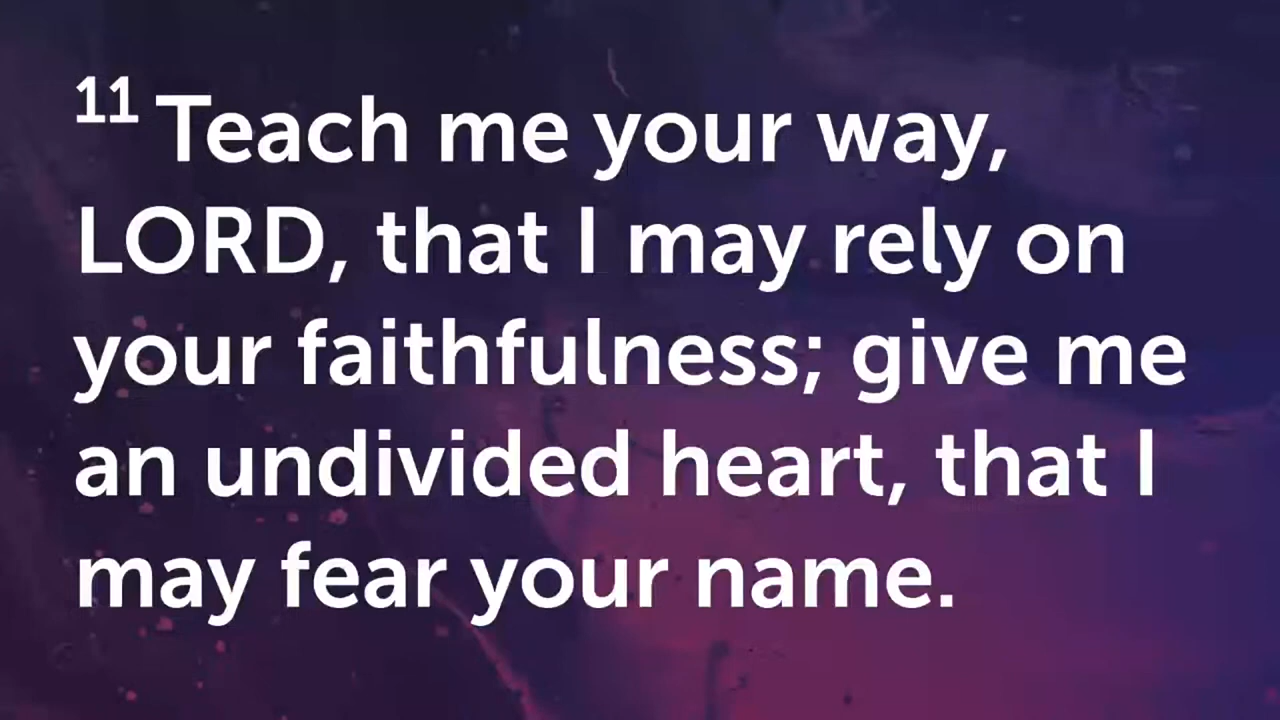 11 Teach me your way,
LORD, that I may rely on
your faithfulness; give me
an undivided heart, that I
may fear your name.